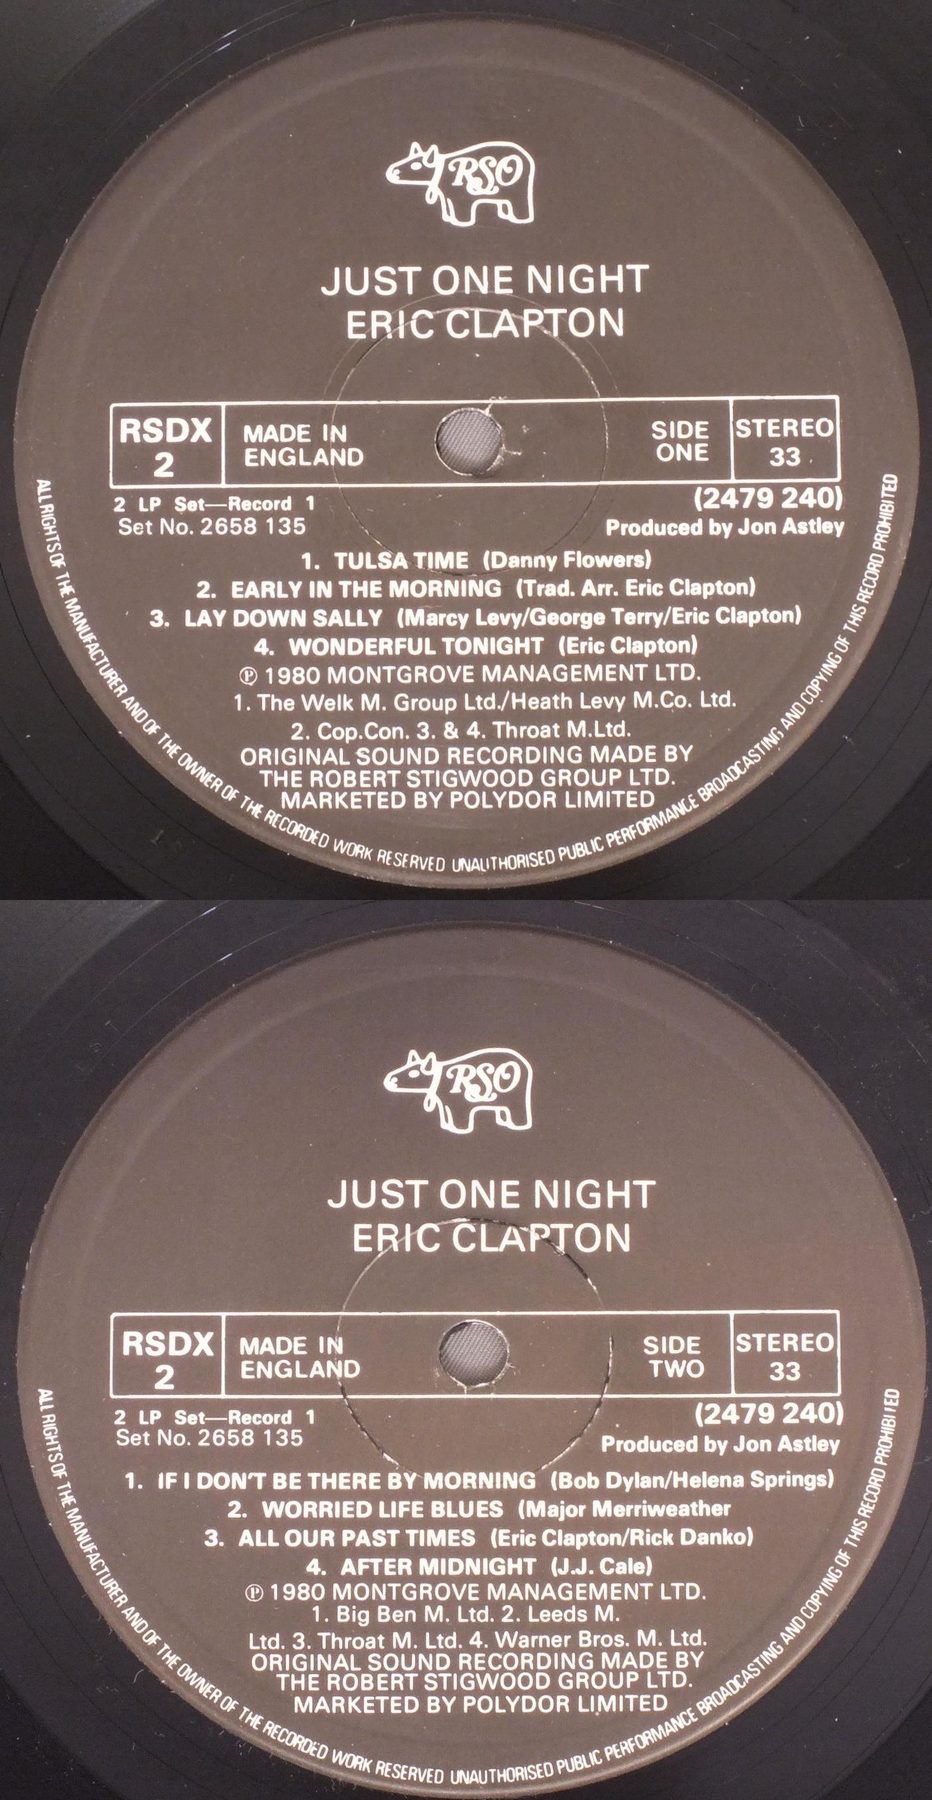 RSO
JUST ONE NIGHT
ERIC CLAPTON
RSDX
2
MADE IN
ENGLAND
SIDE
ONE
STEREO
33
2 LP Set—Record 1
(2479 240)
Set No. 2658 135
Produced by Jon Astley
1. TULSA TIME (Danny Flowers)
2. EARLY IN THE MORNING (Trad. Arr. Eric Clapton)
3. LAY DOWN SALLY (Marcy Levy/George Terry/Eric Clapton)
4. WONDERFUL TONIGHT (Eric Clapton)
℗ 1980 MONTGROVE MANAGEMENT LTD.
1. The Welk M. Group Ltd./Heath Levy M.Co. Ltd.
2. Cop.Con. 3. & 4. Throat M.Ltd.
ORIGINAL SOUND RECORDING MADE BY
THE ROBERT STIGWOOD GROUP LTD.
MARKETED BY POLYDOR LIMITED
ALL RIGHTS OF THE MANUFACTURER AND OF THE OWNER OF THE RECORDED WORK RESERVED UNAUTHORISED PUBLIC PERFORMANCE BROADCASTING AND COPYING OF THIS RECORD PROHIBITED
RSO
JUST ONE NIGHT
ERIC CLAPTON
RSDX
2
MADE IN
ENGLAND
SIDE
TWO
STEREO
33
2 LP Set—Record 1
(2479 240)
Set No. 2658 135
Produced by Jon Astley
1. IF I DON'T BE THERE BY MORNING (Bob Dylan/Helena Springs)
2. WORRIED LIFE BLUES (Major Merriweather
3. ALL OUR PAST TIMES (Eric Clapton/Rick Danko)
4. AFTER MIDNIGHT (J.J. Cale)
℗ 1980 MONTGROVE MANAGEMENT LTD.
1. Big Ben M. Ltd. 2. Leeds M.
Ltd. 3. Throat M. Ltd. 4. Warner Bros. M. Ltd.
ORIGINAL SOUND RECORDING MADE BY
THE ROBERT STIGWOOD GROUP LTD.
MARKETED BY POLYDOR LIMITED
ALL RIGHTS OF THE MANUFACTURER AND OF THE OWNER OF THE RECORDED WORK RESERVED UNAUTHORISED PUBLIC PERFORMANCE BROADCASTING AND COPYING OF THIS RECORD PROHIBITED